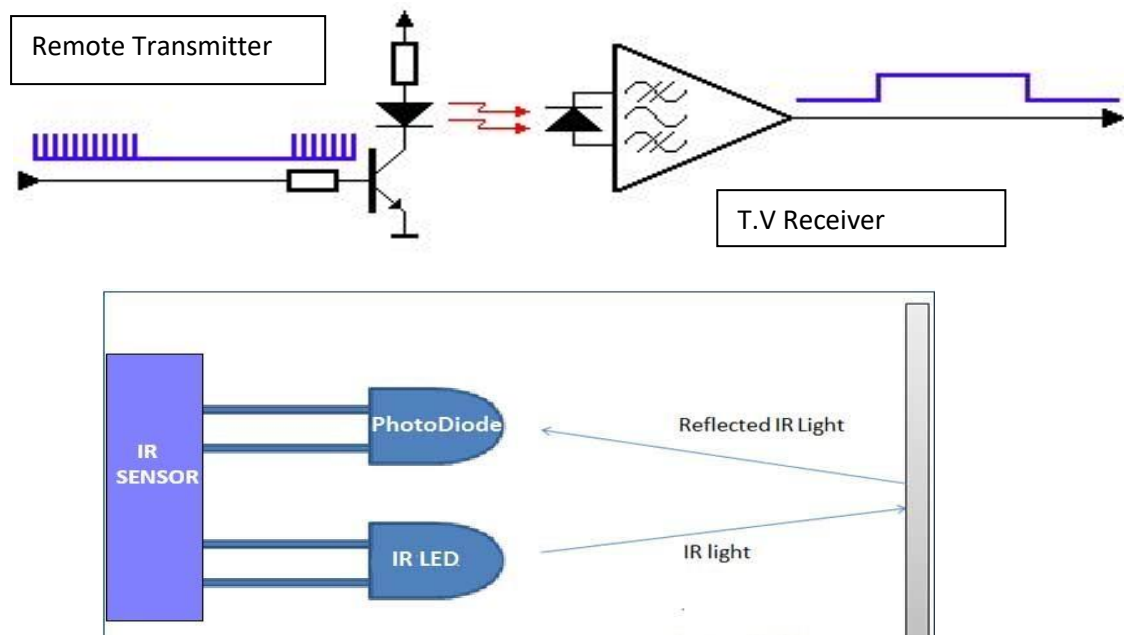 Remote Transmitter
T.V Receiver
PhotoDiode
Reflected IR Light
IR
SENSOR
IR LED
IR light